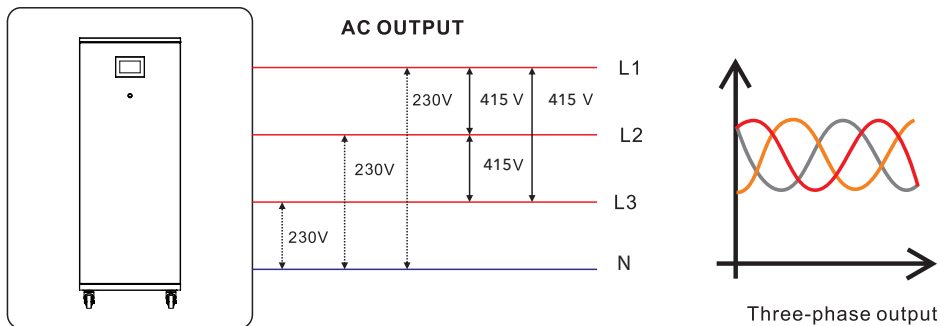 AC OUTPUT
L1
230V
415 V
415 V
L2
230V
415V
L3
230V
N
Three-phase output